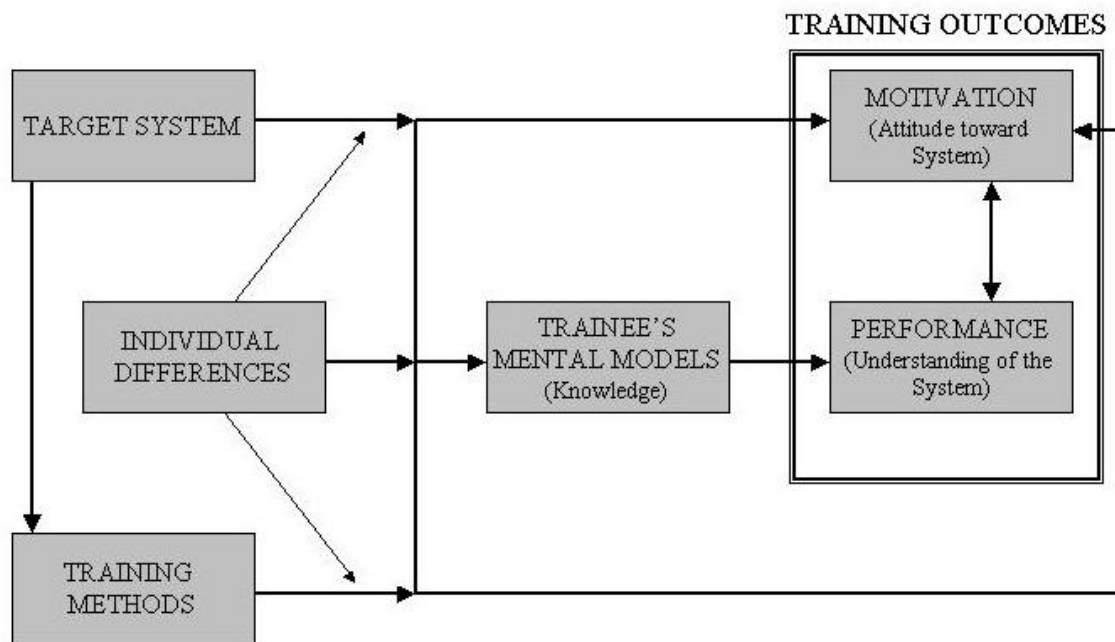 TRAINING OUTCOMES
TARGET SYSTEM
MOTIVATION
(Attitude toward
System)
INDIVIDUAL
DIFFERENCES
TRAINEE'S
MENTAL MODELS
(Knowledge)
PERFORMANCE
(Understanding of the
System)
TRAINING
METHODS